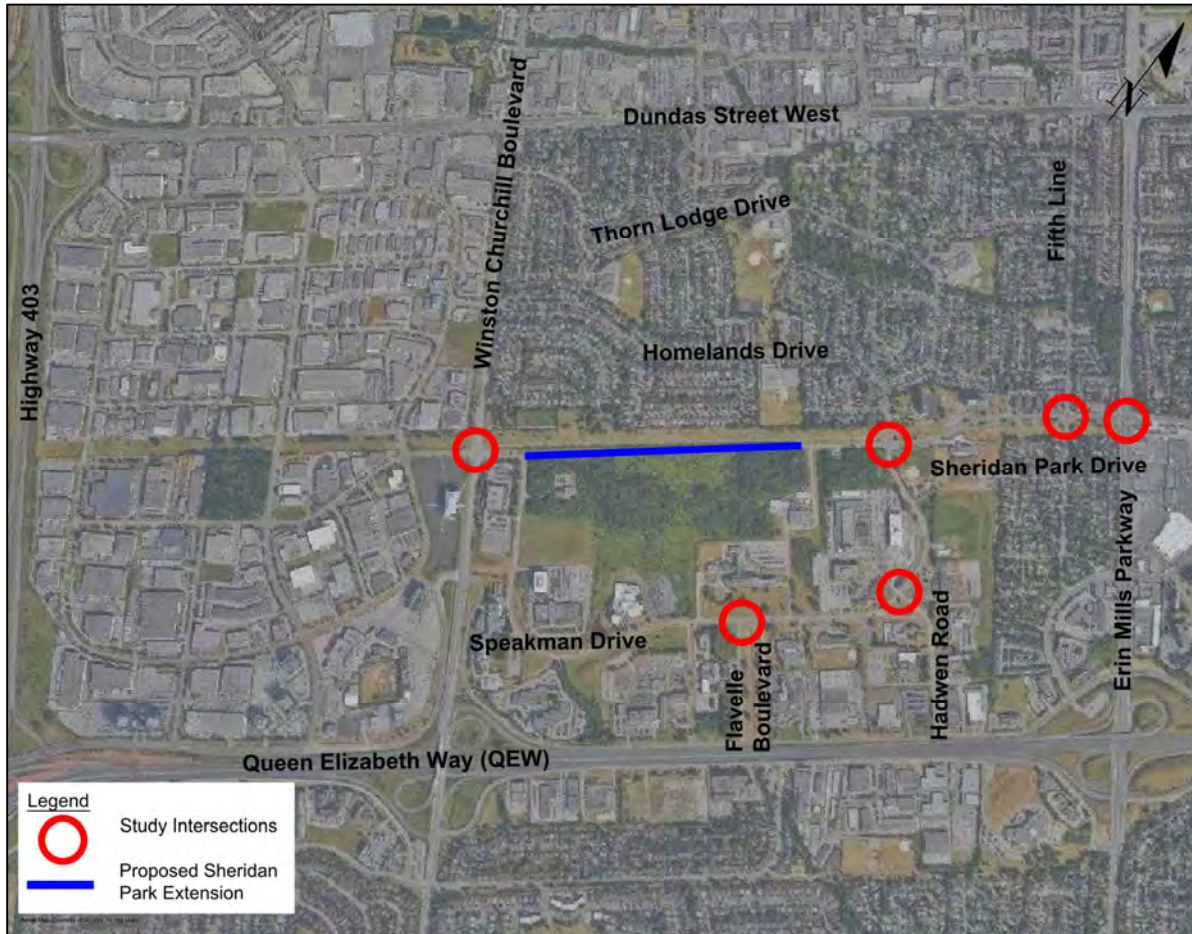 N
Dundas Street West
Winston Churchill Boulevard
Thorn Lodge Drive
Fifth Line
Highway 403
Homelands Drive
Sheridan Park Drive
Erin Mills Parkway
Speakman Drive
Flavelle
Boulevard
Hadwen Road
Queen Elizabeth Way (QEW)
Legend
Study Intersections
Proposed Sheridan
Park Extension